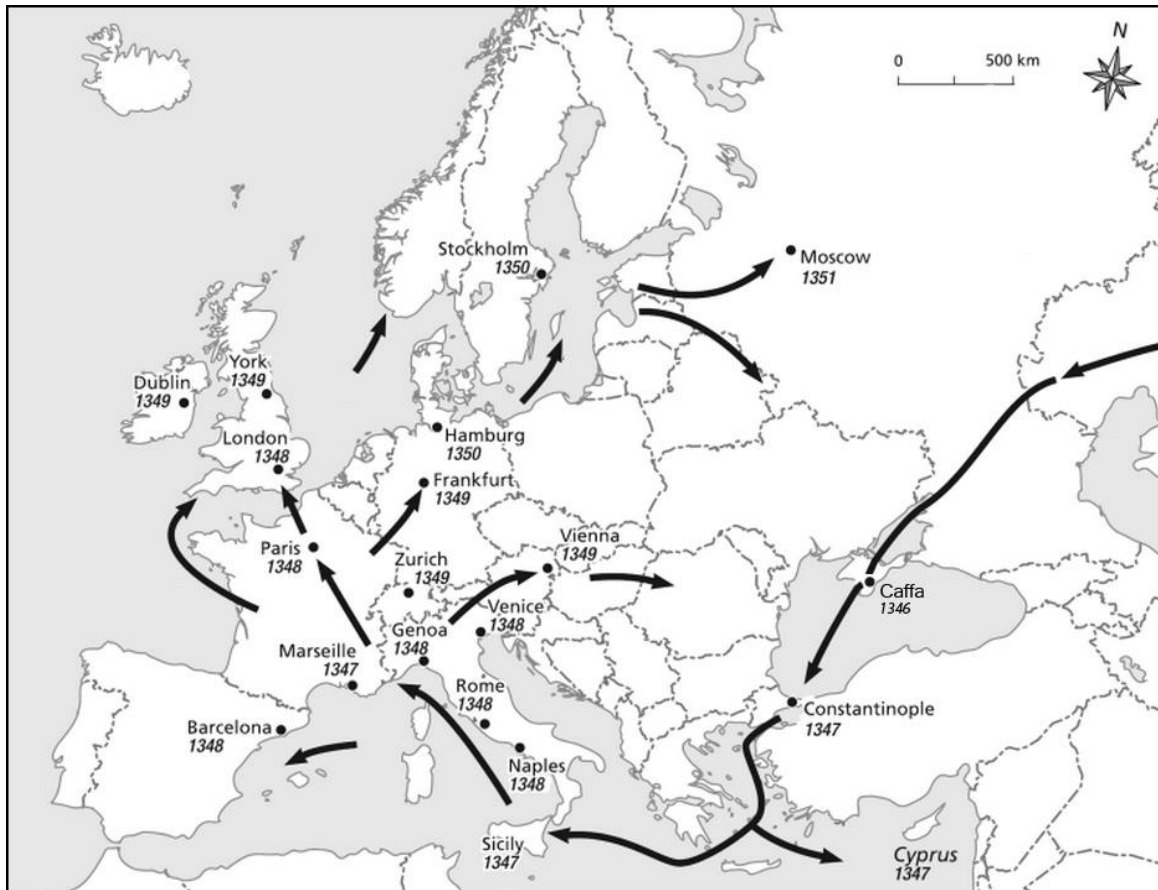 N
0 500 km
Stockholm
1350
Moscow
1351
York
1349
Dublin
1349
London
1348
Hamburg
1350
Frankfurt
1349
Paris
1348
Zurich
1349
Vienna
1349
Caffa
1346
Venice
1348
Genoa
1348
Marseille
1347
Rome
1348
Constantinople
1347
Barcelona
1348
Naples
1348
Sicily
1347
Cyprus
1347